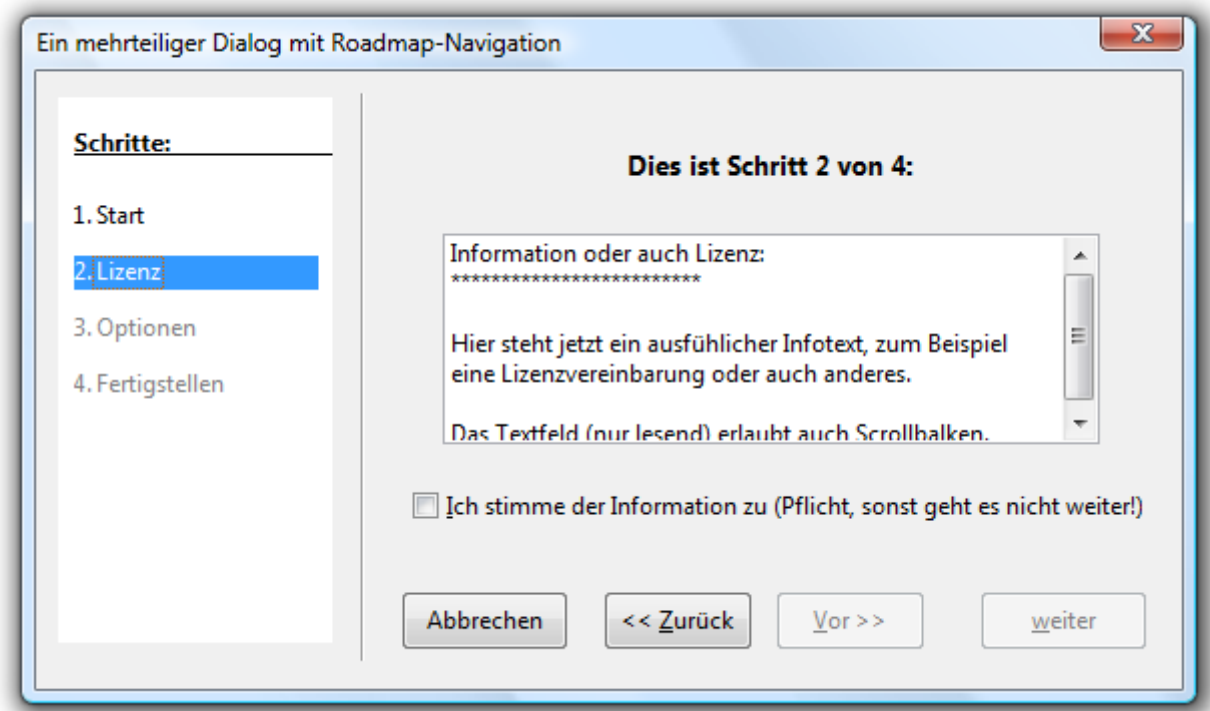 Ein mehrteiliger Dialog mit Roadmap-Navigation
Schritte:
1. Start
2. Lizenz
3. Optionen
4. Fertigstellen
Dies ist Schritt 2 von 4:
Information oder auch Lizenz:
*************************
Hier steht jetzt ein ausfühlicher Infotext, zum Beispiel
eine Lizenzvereinbarung oder auch anderes.
Das Textfeld (nur lesend) erlaubt auch Scrollbalken.
Ich stimme der Information zu (Pflicht, sonst geht es nicht weiter!)
Abbrechen
<< Zurück
Vor >>
weiter